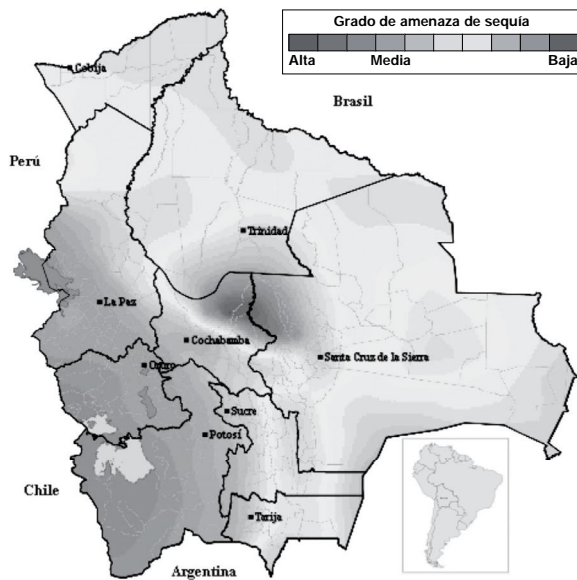 Grado de amenaza de sequía
Alta Media Baja
Cobija
Brasil
Perú
Trinidad
La Paz
Cochabamba
Santa Cruz de la Sierra
Oruro
Sucre
Potosí
Chile
Tarija
Argentina